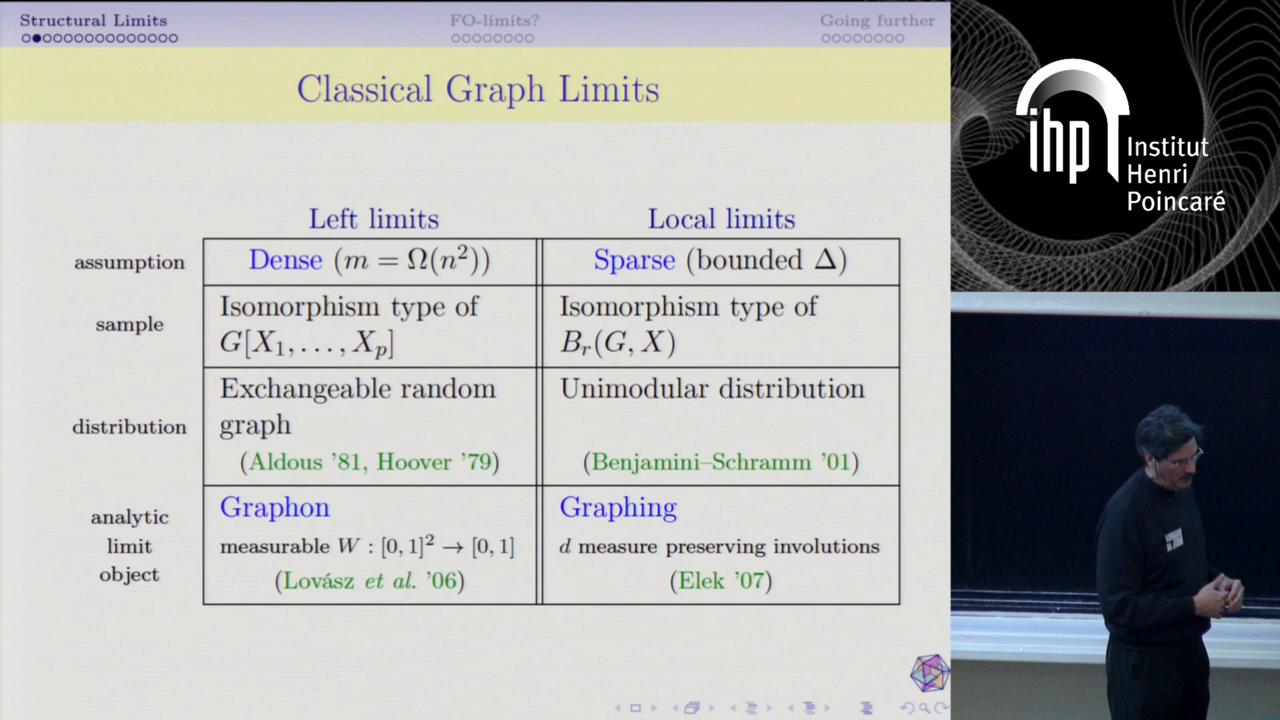 Structural Limits
FO-limits?
Going further
Classical Graph Limits
Left limits
Local limits
assumption
Dense (m = Ω(n²))
Sparse (bounded Δ)
sample
Isomorphism type of
G[X₁, . . . , Xₚ]
Isomorphism type of
Bᵣ(G, X)
distribution
Exchangeable random
graph
(Aldous '81, Hoover '79)
Unimodular distribution
(Benjamini–Schramm '01)
analytic
limit
object
Graphon
measurable W : [0, 1]² → [0, 1]
(Lovász et al. '06)
Graphing
d measure preserving involutions
(Elek '07)
ihp
Institut
Henri
Poincaré